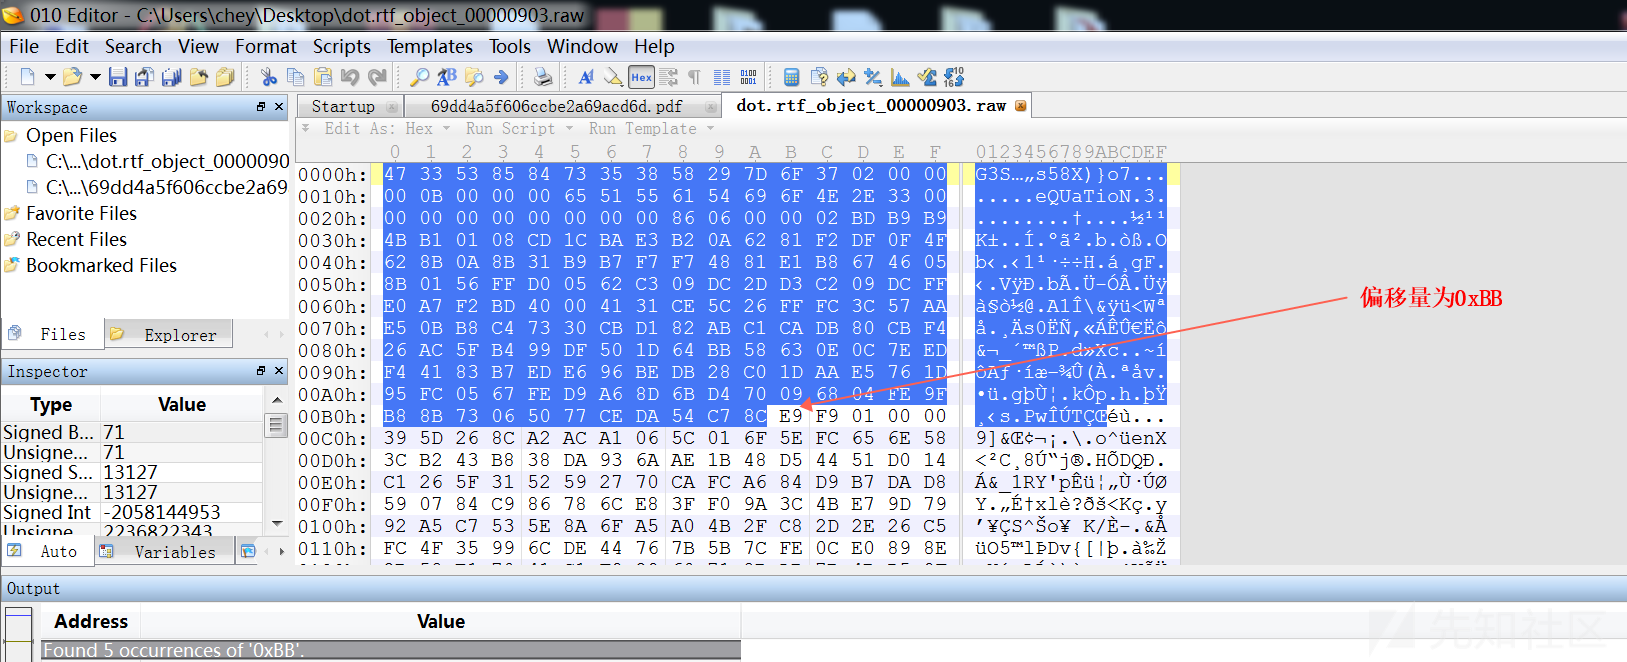 010 Editor - C:\Users\chey\Desktop\dot.rtf_object_00000903.raw
File Edit Search View Format Scripts Templates Tools Window Help
Workspace
Startup 69dd4a5f606ccbe2a69acd6d.pdf dot.rtf_object_00000903.raw
Open Files
C:\...\dot.rtf_object_0000090
C:\...\69dd4a5f606ccbe2a69
Favorite Files
Recent Files
Bookmarked Files
Files Explorer
Edit As: Hex Run Script Run Template
0 1 2 3 4 5 6 7 8 9 A B C D E F 0123456789ABCDEF
0000h: 47 33 53 85 84 73 35 38 58 29 7D 6F 37 02 00 00 G3S…„s58X)}o7...
0010h: 00 0B 00 00 00 65 51 55 61 54 69 6F 4E 2E 33 00 .....eQUaTioN.3.
0020h: 00 00 00 00 00 00 00 00 86 06 00 00 02 BD B9 B9 ........†....½¹¹
0030h: 4B B1 01 08 CD 1C BA E3 B2 0A 62 81 F2 DF 0F 4F K±..Í.ºã².b.òß.O
0040h: 62 8B 0A 8B 31 B9 B7 F7 F7 48 81 E1 B8 67 46 05 b‹.‹1¹·÷÷H.á¸gF.
0050h: 8B 01 56 FF D0 05 62 C3 09 DC 2D D3 C2 09 DC FF ‹.VÿÐ.bÃ.Ü-ÓÂ.Üÿ
0060h: E0 A7 F2 BD 40 00 41 31 CE 5C 26 FF FC 3C 57 AA à§ò½@.A1Î\&ÿü<Wª
0070h: E5 0B B8 C4 73 30 CB D1 82 AB C1 CA DB 80 CB F4 å.¸Äs0ËÑ‚«ÁÊÛ€Ëô
0080h: 26 AC 5F B4 99 DF 50 1D 64 BB 58 63 0E 0C 7E ED &¬_´™ßP.d»Xc..~í
0090h: F4 41 83 B7 ED E6 96 BE DB 28 C0 1D AA E5 76 1D ôAƒ·íæ–¾Û(À.ªåv.
00A0h: 95 FC 05 67 FE D9 A6 8D 6B D4 70 09 68 04 FE 9F •ü.gþÙ¦.kÔp.h.þŸ
00B0h: B8 8B 73 06 50 77 CE DA 54 C7 8C E9 F9 01 00 00 ¸‹s.PwÎÚTÇŒéù...
00C0h: 39 5D 26 8C A2 AC A1 06 5C 01 6F 5E FC 65 6E 58 9]&Œ¢¬¡.\.o^üenX
00D0h: 3C B2 43 B8 38 DA 93 6A AE 1B 48 D5 44 51 D0 14 <²C¸8Ú“j®.HÕDQÐ.
00E0h: C1 26 5F 31 52 59 27 70 CA FC A6 84 D9 B7 DA D8 Á&_1RY'pÊü¦„Ù·ÚØ
00F0h: 59 07 84 C9 86 78 6C E8 3F F0 9A 3C 4B E7 9D 79 Y.„É†xlè?ðš<Kç.y
0100h: 92 A5 C7 53 5E 8A 6F A5 A0 4B 2F C8 2D 2E 26 C5 ’¥ÇS^Šo¥ K/È-.&Å
0110h: FC 4F 35 99 6C DE 44 76 7B 5B 7C FE 0C E0 89 8E üO5™lÞDv{[|þ.à‰Ž
偏移量为0xBB
Inspector
Type Value
Signed B... 71
Unsigne... 71
Signed S... 13127
Unsigne... 13127
Signed Int -2058144953
Unsigne... 2236822343
Auto Variables
Output
Address Value
Found 5 occurrences of '0xBB'.
先知社区